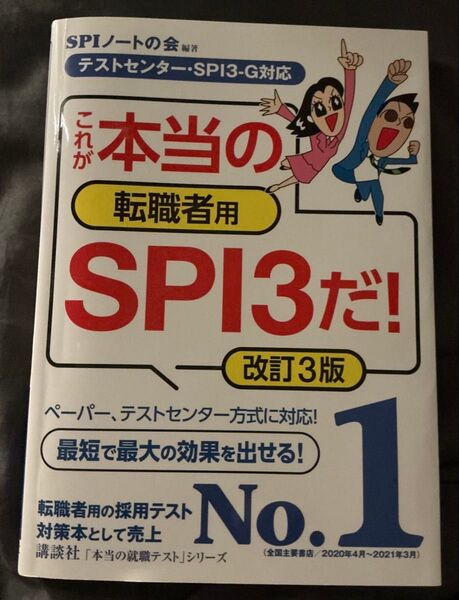 SPIノートの会 編著
テストセンター・SPI3-G対応
これが本当の
転職者用
SPI3だ!
改訂3版
ペーパー、テストセンター方式に対応!
最短で最大の効果を出せる!
転職者用の採用テスト
対策本として売上
No.1
講談社「本当の就職テスト」シリーズ
(全国主要書店/2020年4月~2021年3月)